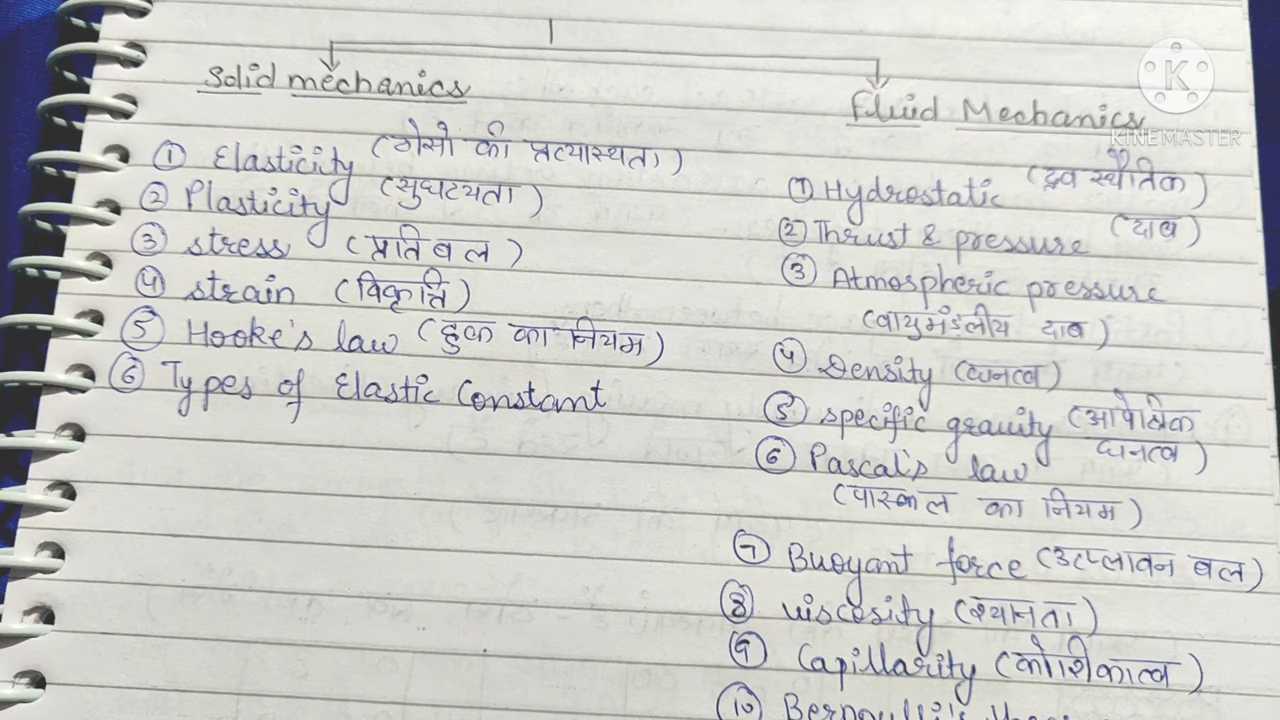 Solid mechanics
① Elasticity (गेसो की प्रत्यास्थता)
② Plasticity (सुघटयता)
③ stress (प्रतिबल)
④ strain (विकृति)
⑤ Hooke's law (हुक का नियम)
⑥ Types of Elastic Constant
Fluid Mechanics
K
KINEMASTER
① Hydrostatic (द्रव स्थैतिक)
② Thrust & pressure (दाब)
③ Atmospheric pressure
(वायुमंडलीय दाब)
④ Density (घनत्व)
⑤ specific gravity (आपेक्षिक
घनत्व)
⑥ Pascal's law
(पास्कल का नियम)
⑦ Buoyant force (उत्प्लावन बल)
⑧ viscosity (श्यानता)
⑨ Capillarity (कोशिकात्व)
⑩ Bernoulli's